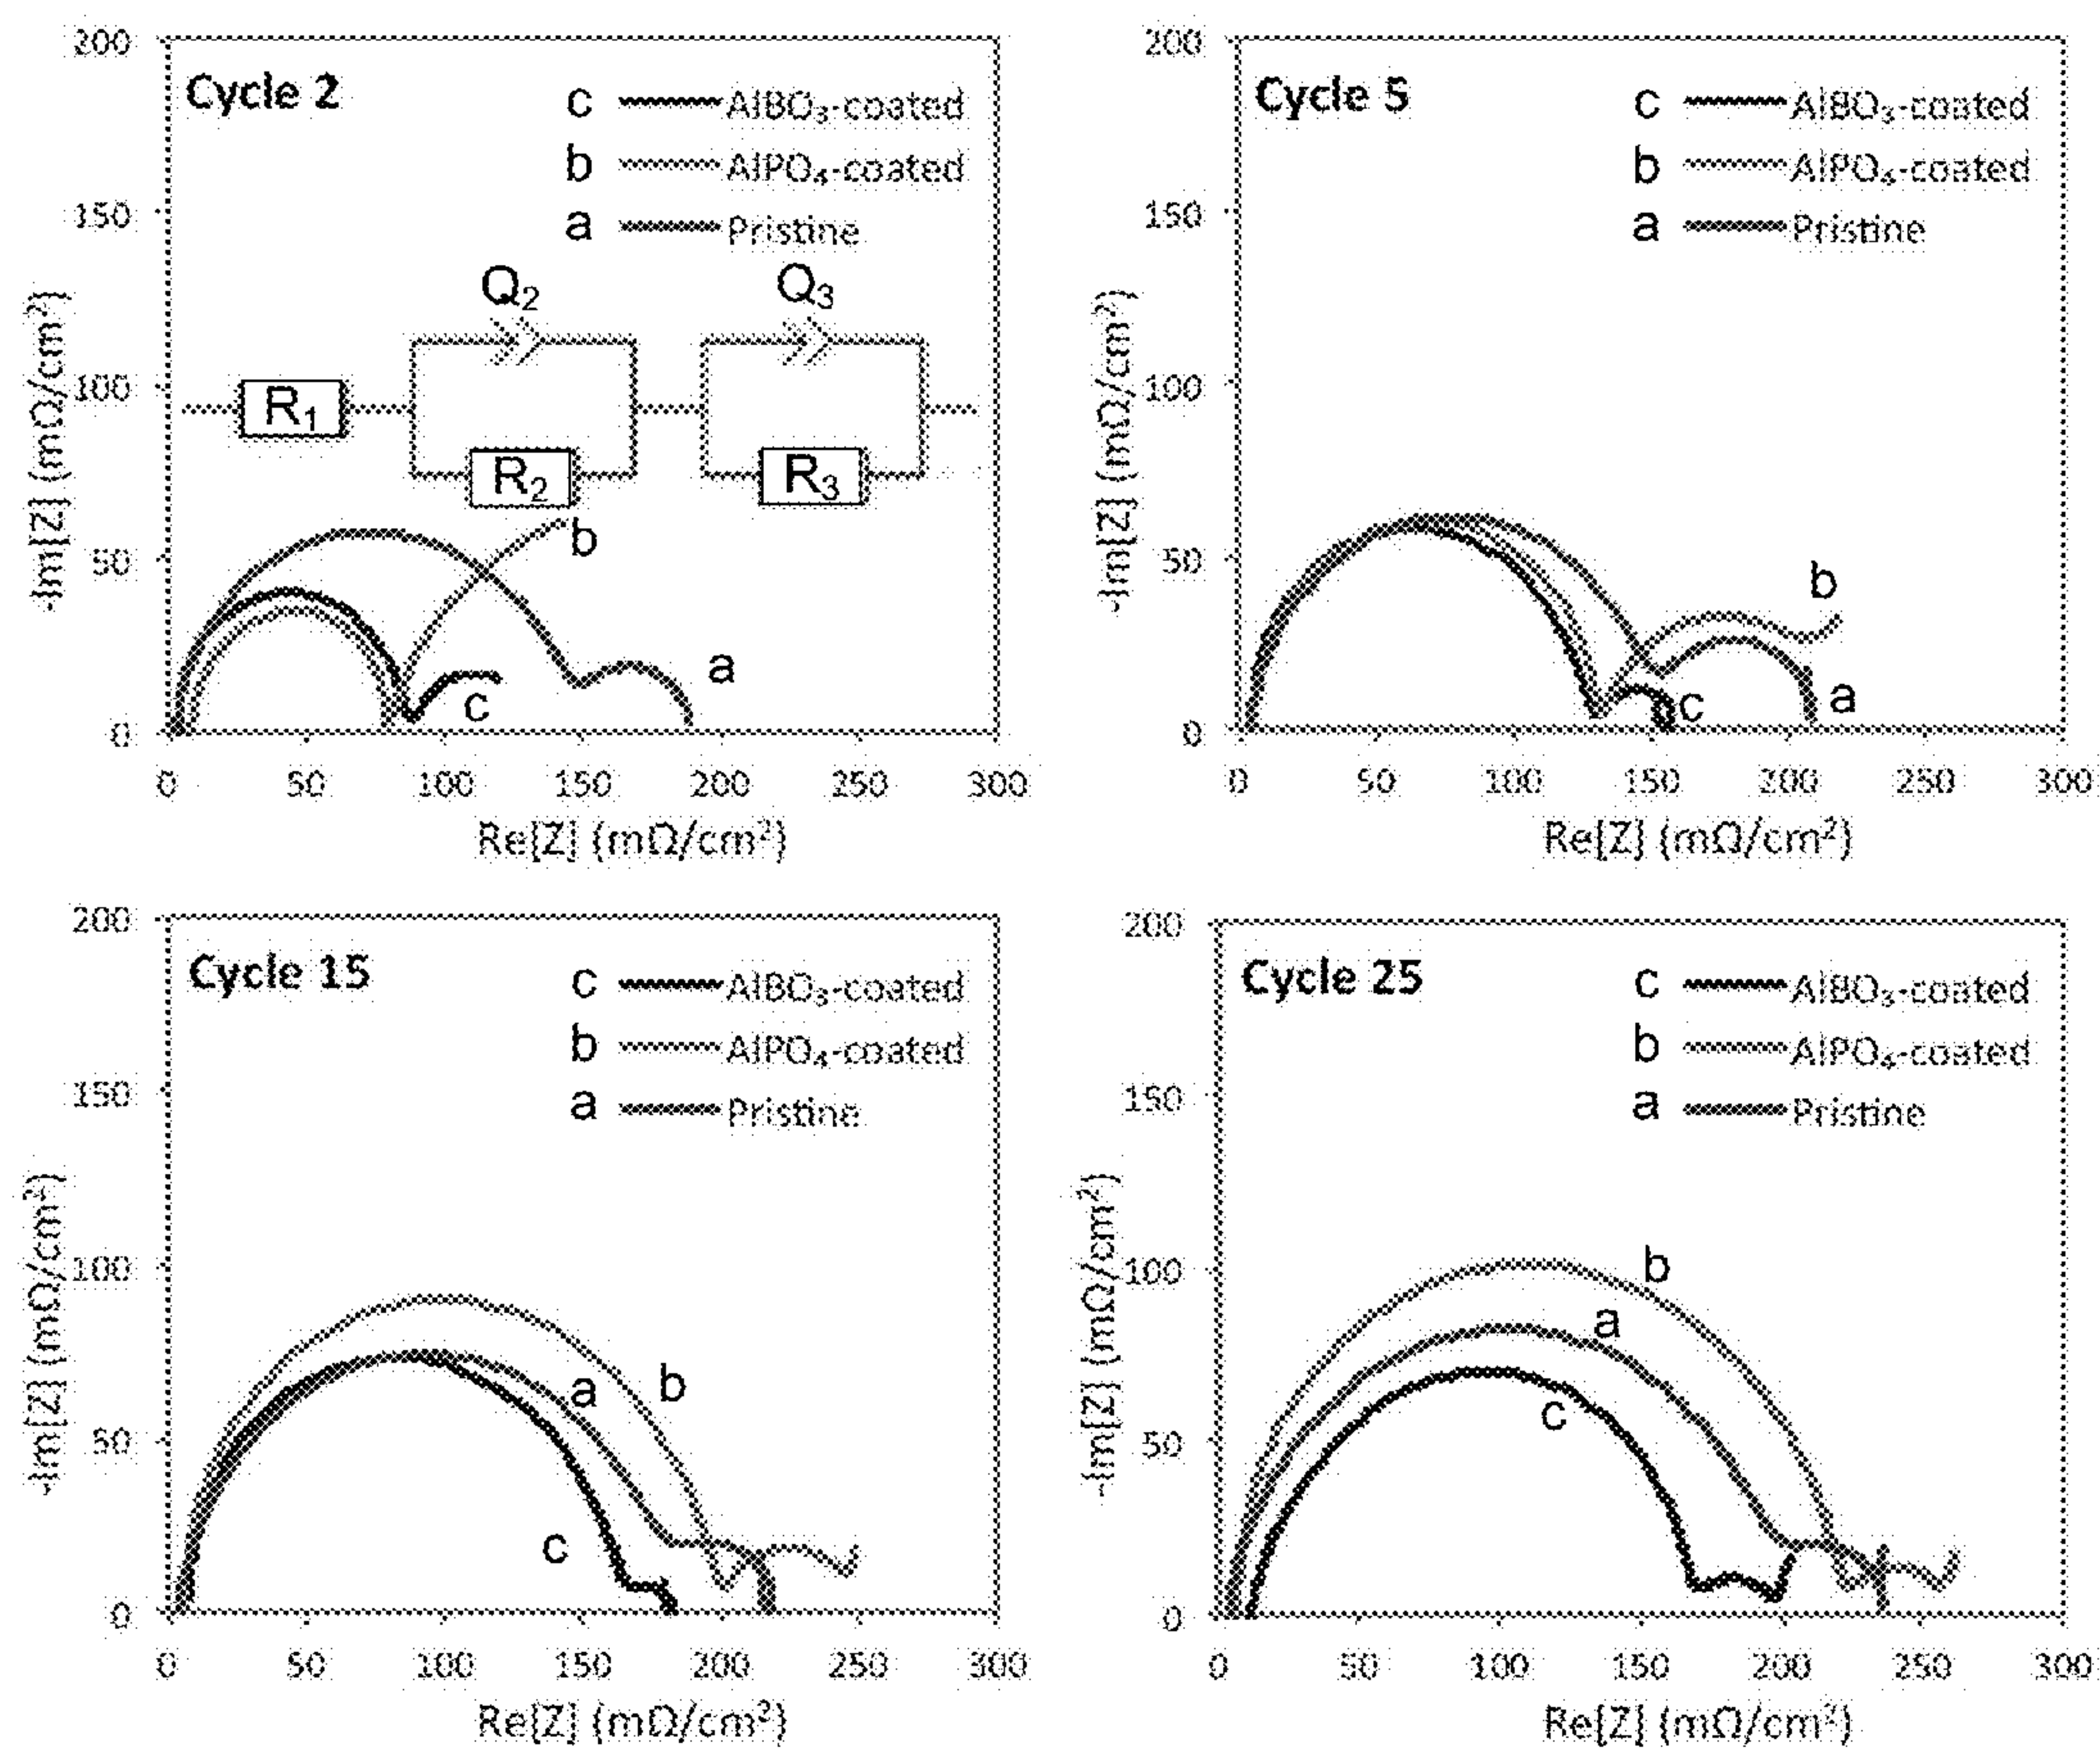 200
Cycle 2
c AlBO₃-coated
b AlPO₄-coated
a Pristine
150
100
50
0
-Im[Z] (mΩ/cm²)
Q₂
Q₃
R₁
R₂
R₃
b
a
c
0 50 100 150 200 250 300
Re[Z] (mΩ/cm²)
200
Cycle 5
c AlBO₃-coated
b AlPO₄-coated
a Pristine
150
100
50
0
-Im[Z] (mΩ/cm²)
b
a
c
0 50 100 150 200 250 300
Re[Z] (mΩ/cm²)
200
Cycle 15
c AlBO₃-coated
b AlPO₄-coated
a Pristine
150
100
50
0
-Im[Z] (mΩ/cm²)
b
a
c
0 50 100 150 200 250 300
Re[Z] (mΩ/cm²)
200
Cycle 25
c AlBO₃-coated
b AlPO₄-coated
a Pristine
150
100
50
0
-Im[Z] (mΩ/cm²)
b
a
c
0 50 100 150 200 250 300
Re[Z] (mΩ/cm²)